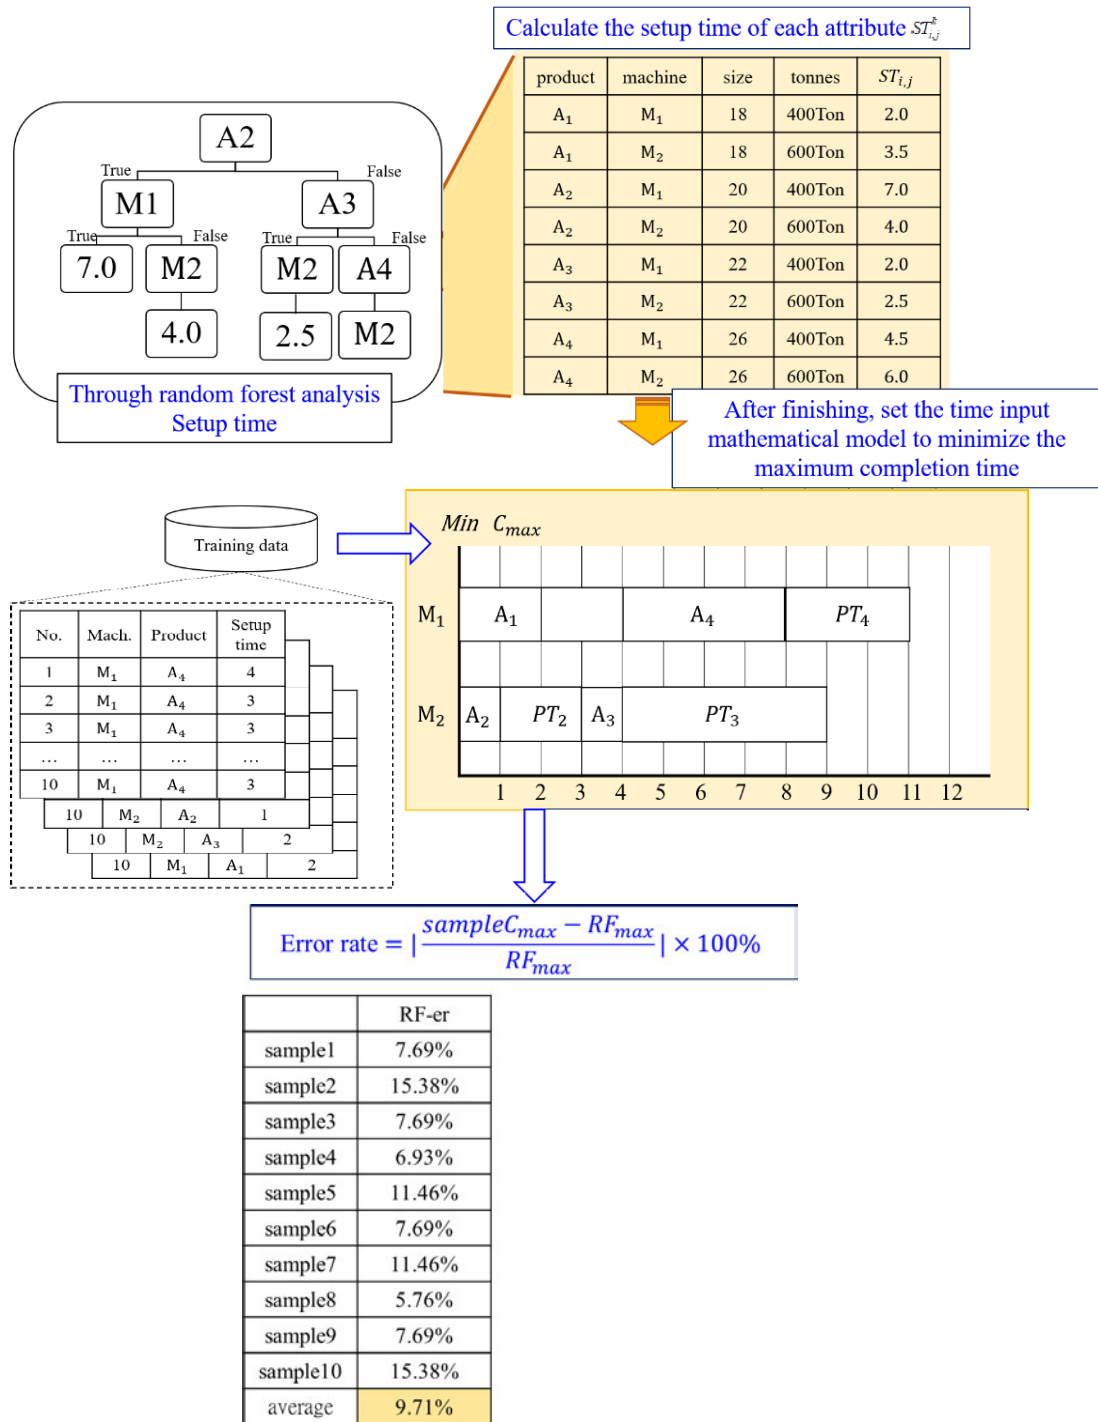 Calculate the setup time of each attribute ST^k_{i,j}
product machine size tonnes ST_{i,j}
A₁ M₁ 18 400Ton 2.0
A₁ M₂ 18 600Ton 3.5
A₂ M₁ 20 400Ton 7.0
A₂ M₂ 20 600Ton 4.0
A₃ M₁ 22 400Ton 2.0
A₃ M₂ 22 600Ton 2.5
A₄ M₁ 26 400Ton 4.5
A₄ M₂ 26 600Ton 6.0
A2
True False
M1 A3
True False True False
7.0 M2 M2 A4
4.0 2.5 M2
Through random forest analysis
Setup time
After finishing, set the time input
mathematical model to minimize the
maximum completion time
Training data
No. Mach. Product Setup time
1 M₁ A₄ 4
2 M₁ A₄ 3
3 M₁ A₄ 3
... ... ... ...
10 M₁ A₄ 3
10 M₂ A₂ 1
10 M₂ A₃ 2
10 M₁ A₁ 2
Min C_{max}
M₁ A₁ A₄ PT₄
M₂ A₂ PT₂ A₃ PT₃
1 2 3 4 5 6 7 8 9 10 11 12
Error rate = |(sampleC_{max} − RF_{max}) / RF_{max}| × 100%
RF-er
sample1 7.69%
sample2 15.38%
sample3 7.69%
sample4 6.93%
sample5 11.46%
sample6 7.69%
sample7 11.46%
sample8 5.76%
sample9 7.69%
sample10 15.38%
average 9.71%